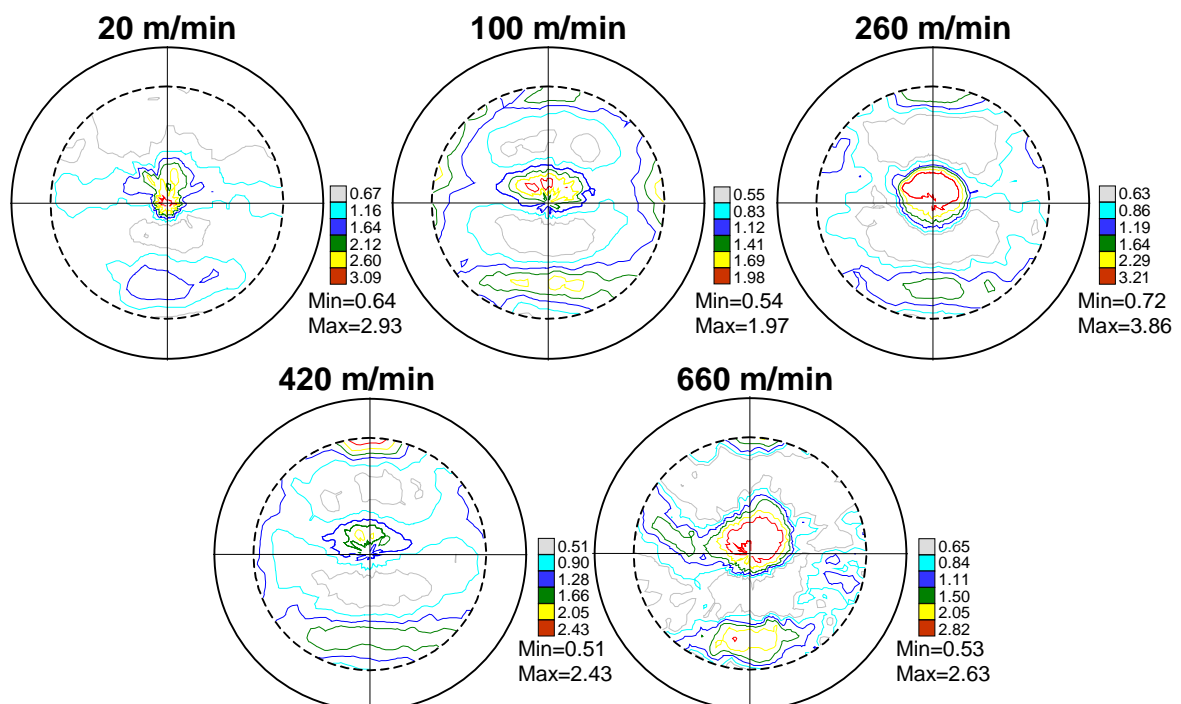 20 m/min
100 m/min
260 m/min
0.67
1.16
1.64
2.12
2.60
3.09
Min=0.64
Max=2.93
0.55
0.83
1.12
1.41
1.69
1.98
Min=0.54
Max=1.97
0.63
0.86
1.19
1.64
2.29
3.21
Min=0.72
Max=3.86
420 m/min
660 m/min
0.51
0.90
1.28
1.66
2.05
2.43
Min=0.51
Max=2.43
0.65
0.84
1.11
1.50
2.05
2.82
Min=0.53
Max=2.63